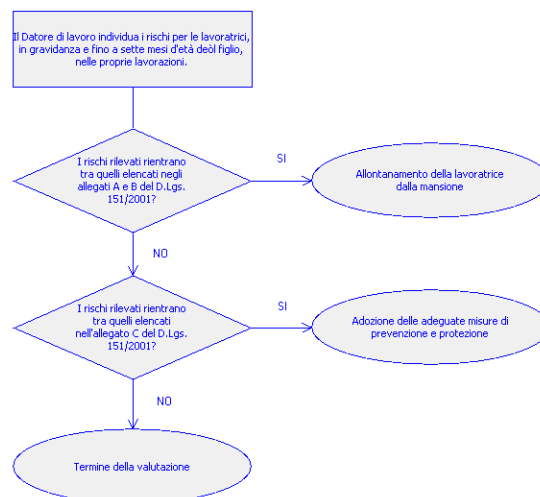 Il Datore di lavoro individua i rischi per le lavoratrici,
in gravidanza e fino a sette mesi d'età deòl figlio,
nelle proprie lavorazioni.
I rischi rilevati rientrano
tra quelli elencati negli
allegati A e B del D.Lgs.
151/2001?
SI
Allontanamento della lavoratrice
dalla mansione
NO
I rischi rilevati rientrano
tra quelli elencati
nell'allegato C del D.Lgs.
151/2001?
SI
Adozione delle adeguate misure di
prevenzione e protezione
NO
Termine della valutazione